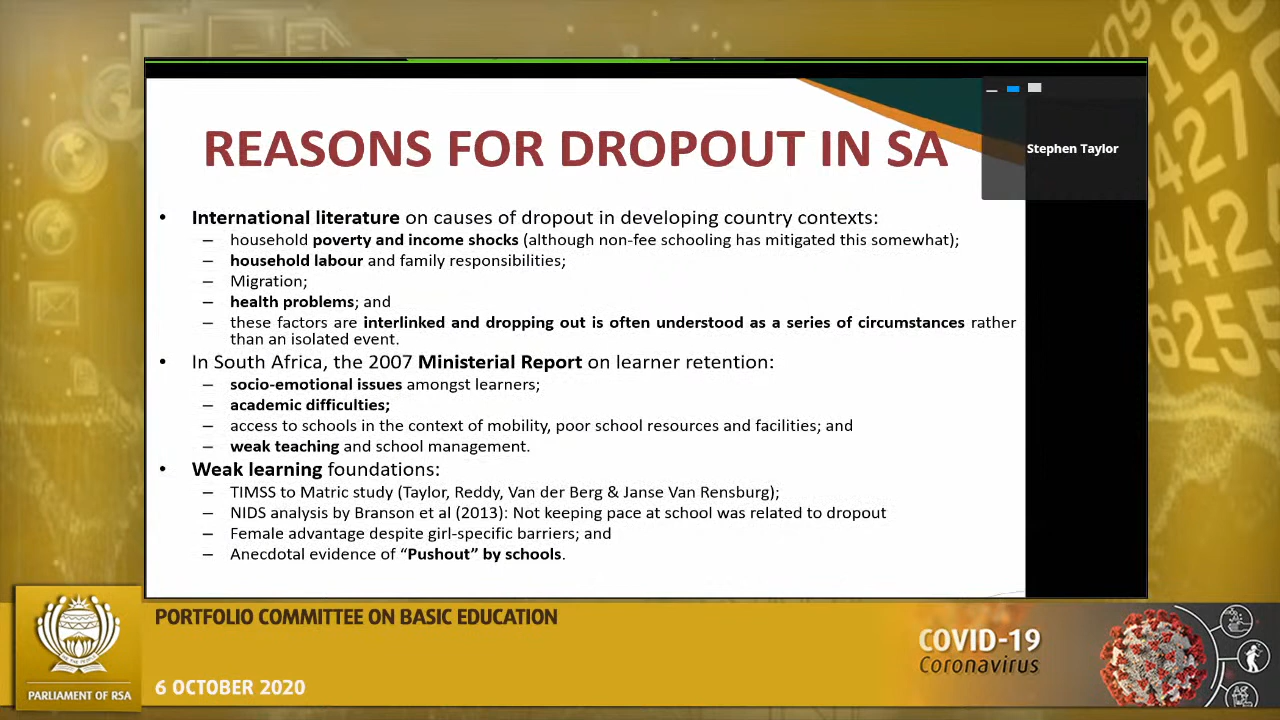 REASONS FOR DROPOUT IN SA
Stephen Taylor
• International literature on causes of dropout in developing country contexts:
– household poverty and income shocks (although non-fee schooling has mitigated this somewhat);
– household labour and family responsibilities;
– Migration;
– health problems; and
– these factors are interlinked and dropping out is often understood as a series of circumstances rather
than an isolated event.
• In South Africa, the 2007 Ministerial Report on learner retention:
– socio-emotional issues amongst learners;
– academic difficulties;
– access to schools in the context of mobility, poor school resources and facilities; and
– weak teaching and school management.
• Weak learning foundations:
– TIMSS to Matric study (Taylor, Reddy, Van der Berg & Janse Van Rensburg);
– NIDS analysis by Branson et al (2013): Not keeping pace at school was related to dropout
– Female advantage despite girl-specific barriers; and
– Anecdotal evidence of “Pushout” by schools.
PORTFOLIO COMMITTEE ON BASIC EDUCATION
COVID-19
Coronavirus
6 OCTOBER 2020
PARLIAMENT OF RSA